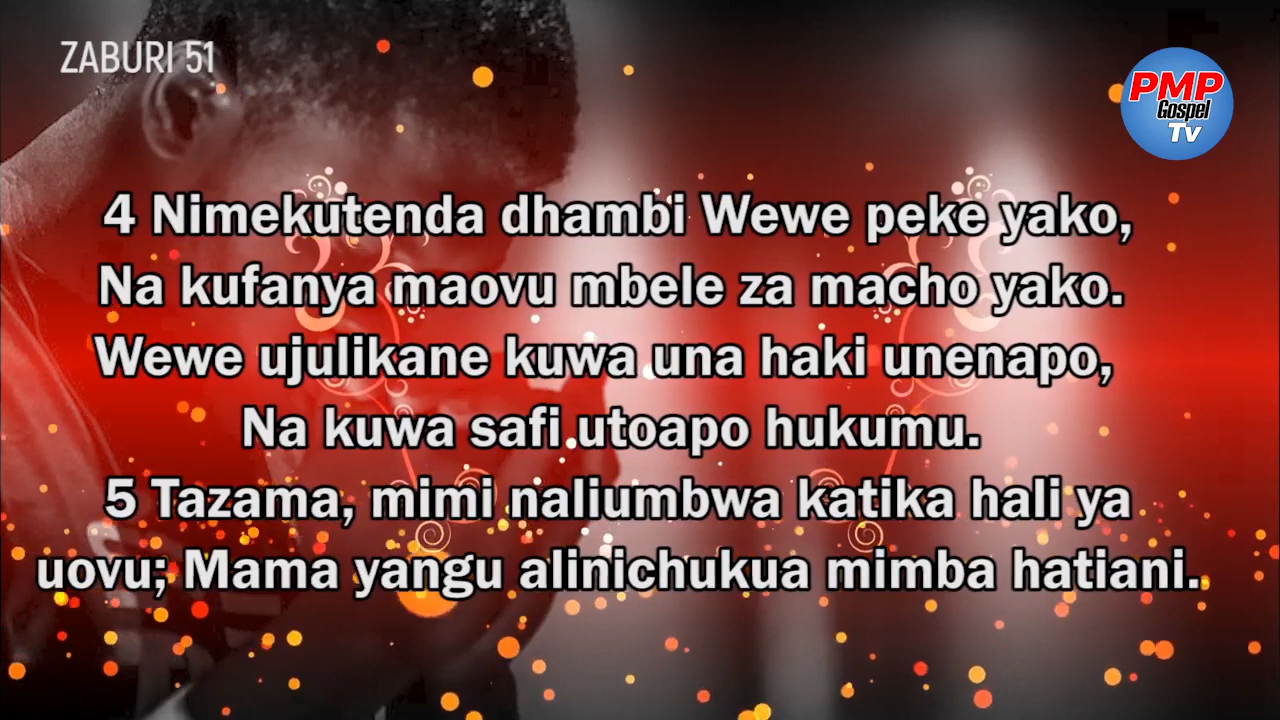 ZABURI 51
PMP
Gospel
Tv
4 Nimekutenda dhambi Wewe peke yako,
Na kufanya maovu mbele za macho yako.
Wewe ujulikane kuwa una haki unenapo,
Na kuwa safi utoapo hukumu.
5 Tazama, mimi naliumbwa katika hali ya
uovu; Mama yangu alinichukua mimba hatiani.